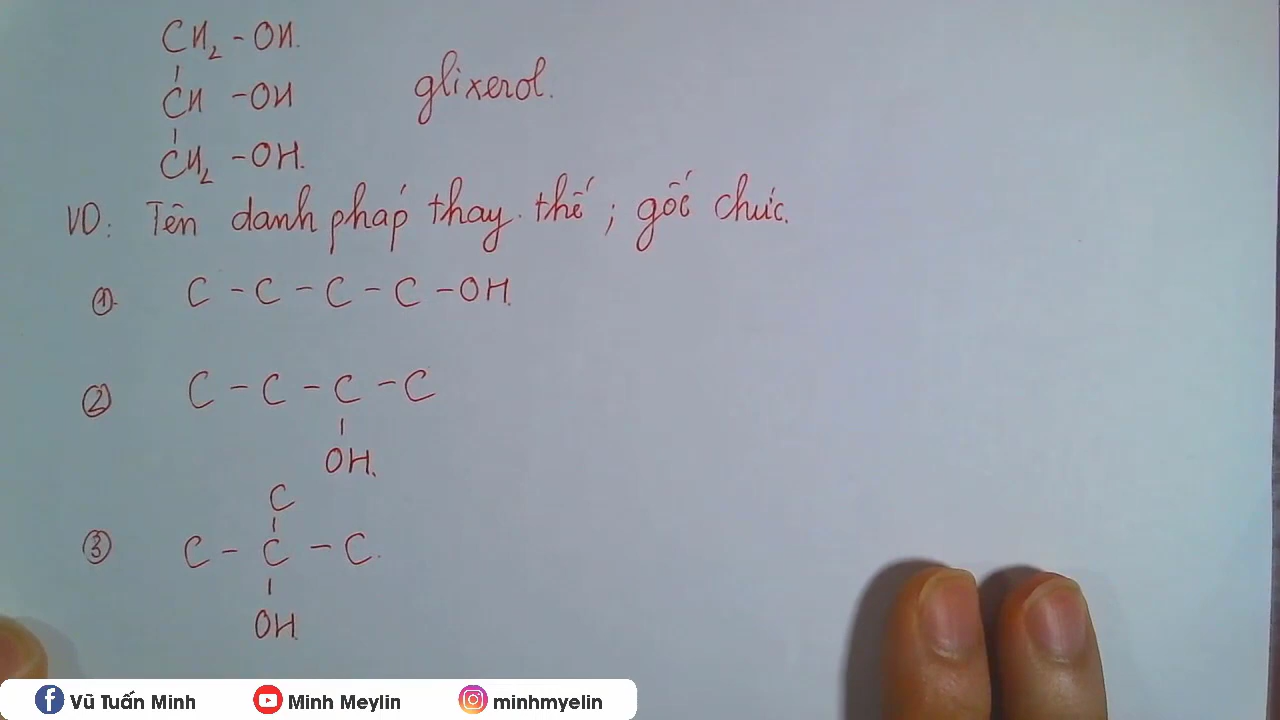 CH₂ - OH.
CH - OH glixerol.
CH₂ - OH.
VD: Tên danh pháp thay thế ; gốc chức.
① C - C - C - C - OH.
② C - C - C - C
OH.
C
③ C - C - C.
OH
Vũ Tuấn Minh Minh Meylin minhmyelin